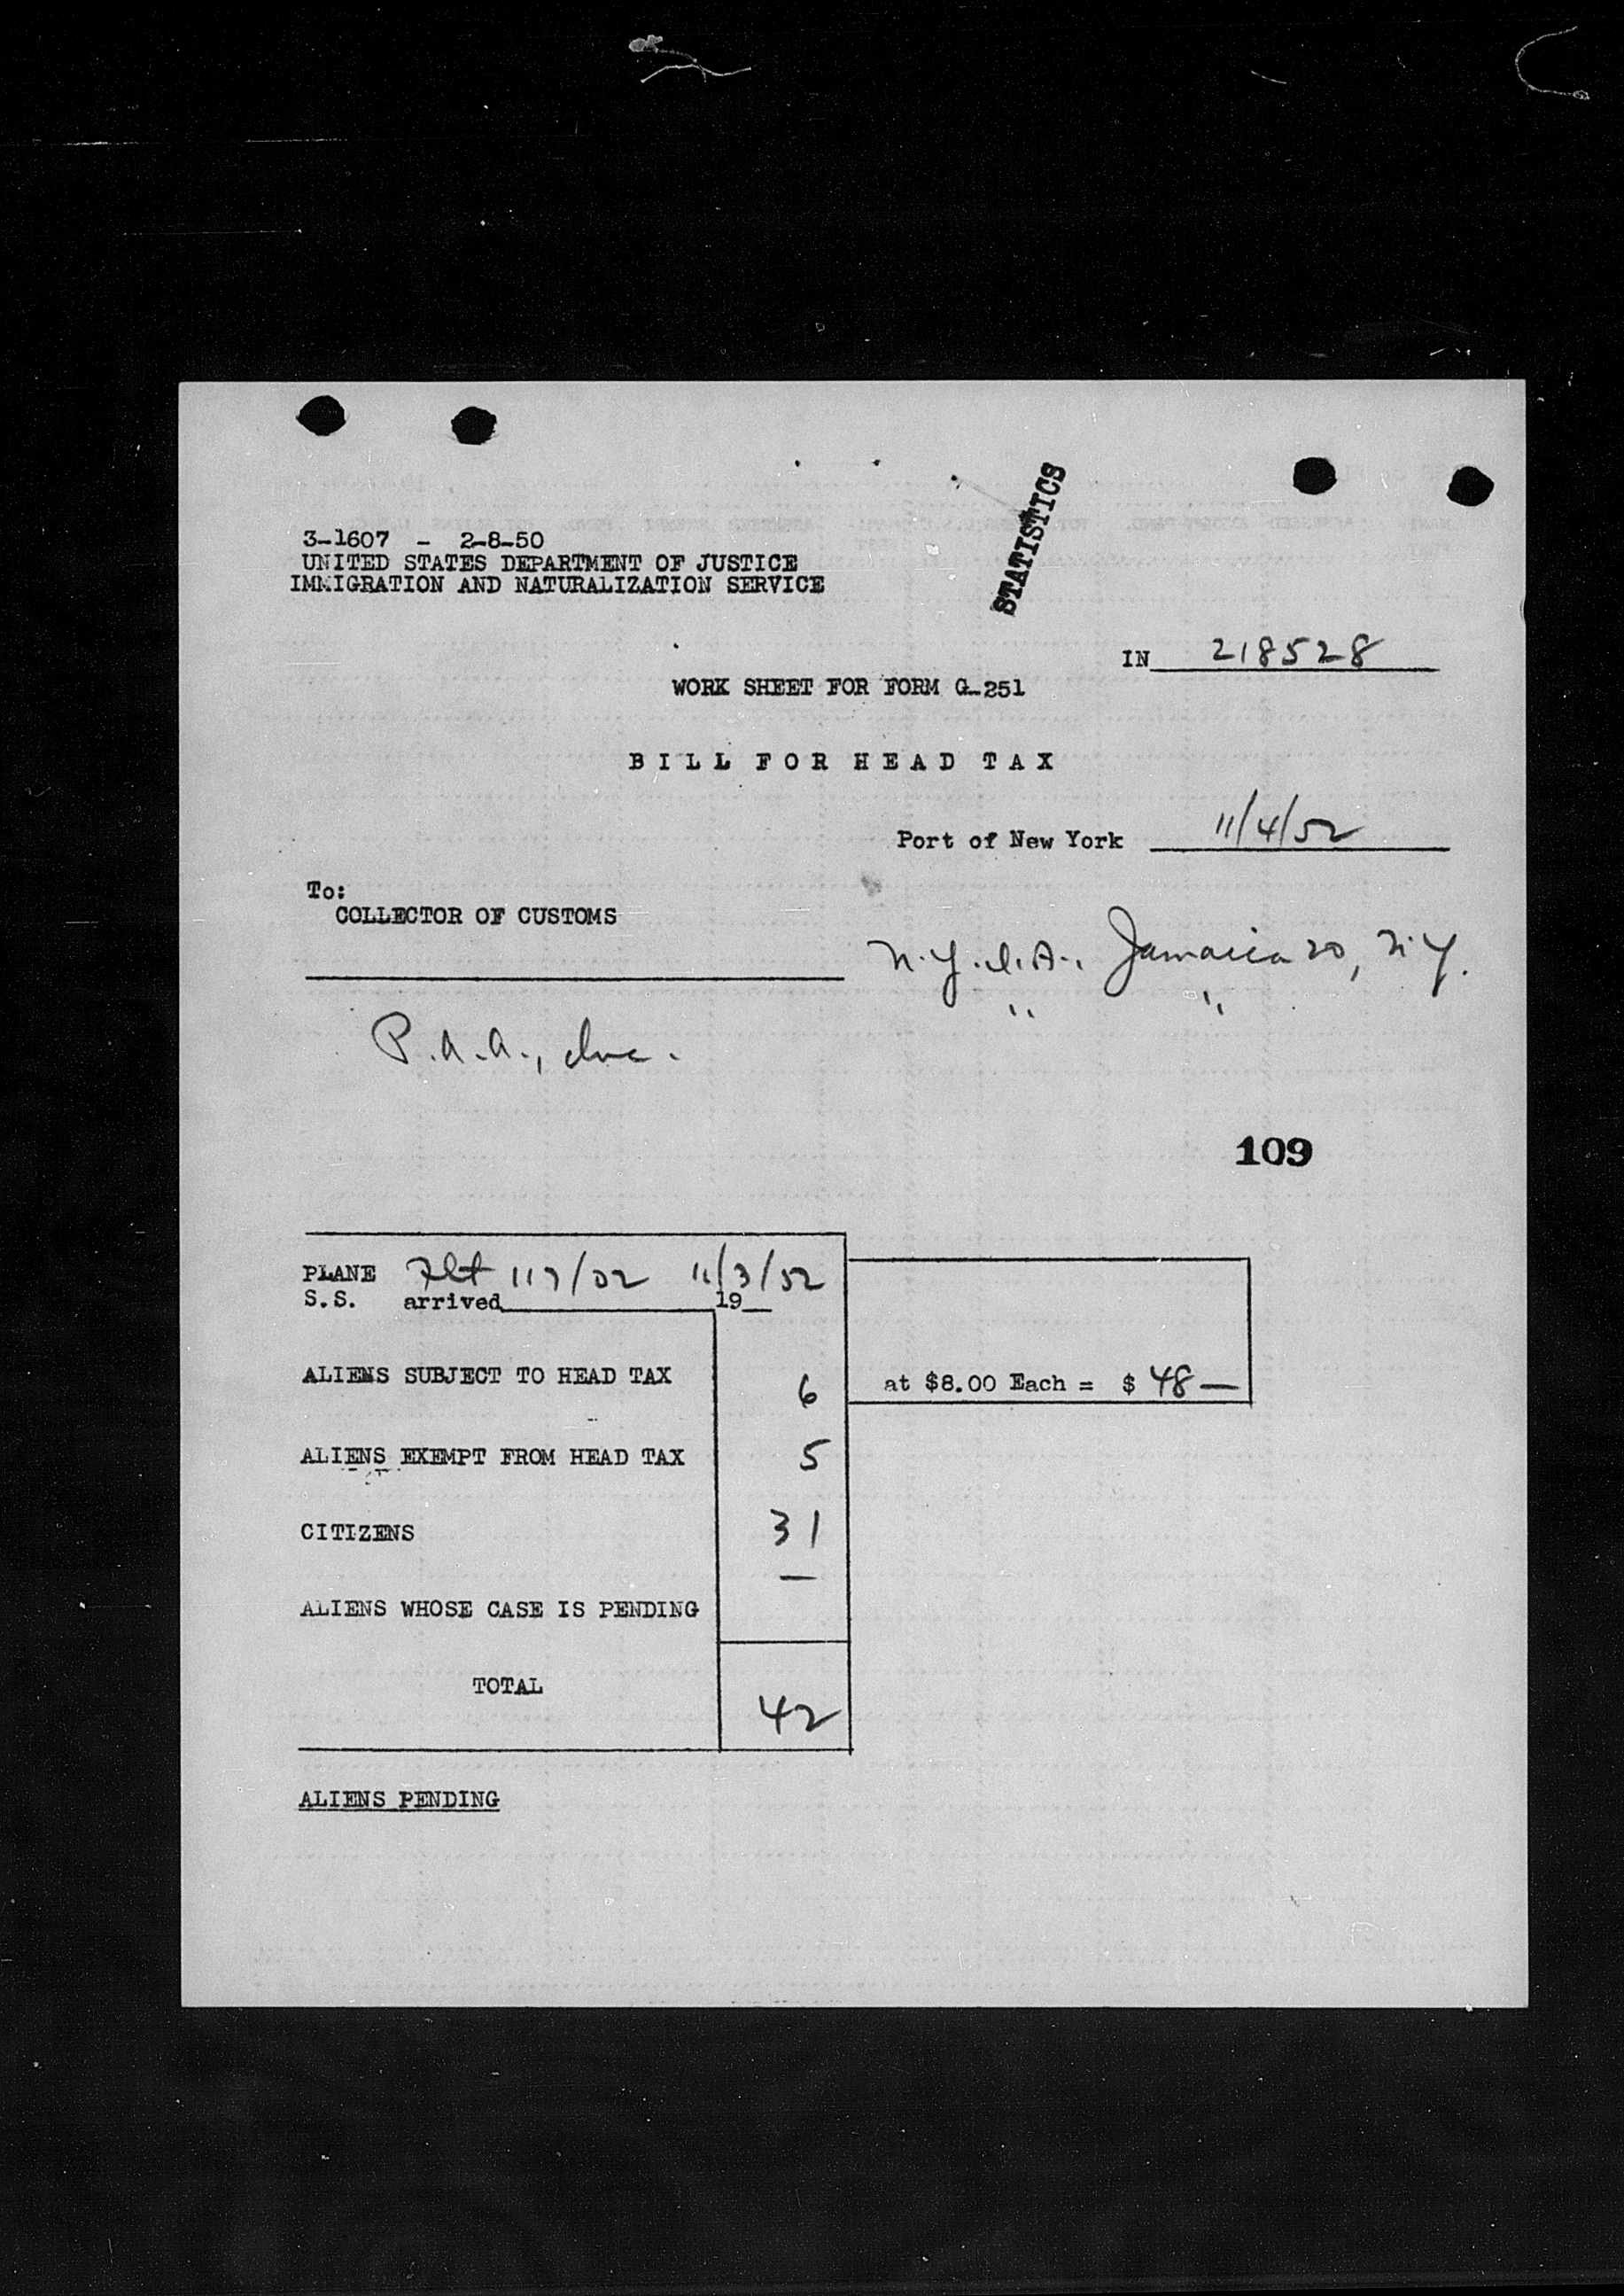 STATISTICS
3-1607 - 2-8-50
UNITED STATES DEPARTMENT OF JUSTICE
IMMIGRATION AND NATURALIZATION SERVICE
IN 218528
WORK SHEET FOR FORM G-251
BILL FOR HEAD TAX
Port of New York 11/4/52
To:
COLLECTOR OF CUSTOMS
N.Y.I.A., Jamaica 20, N.Y.
" "
P.A.A., Inc.
109
PLANE Flt 117/02 11/3/52
S.S. arrived 19
ALIENS SUBJECT TO HEAD TAX 6 at $8.00 Each = $ 48—
ALIENS EXEMPT FROM HEAD TAX 5
CITIZENS 31
ALIENS WHOSE CASE IS PENDING —
TOTAL 42
ALIENS PENDING